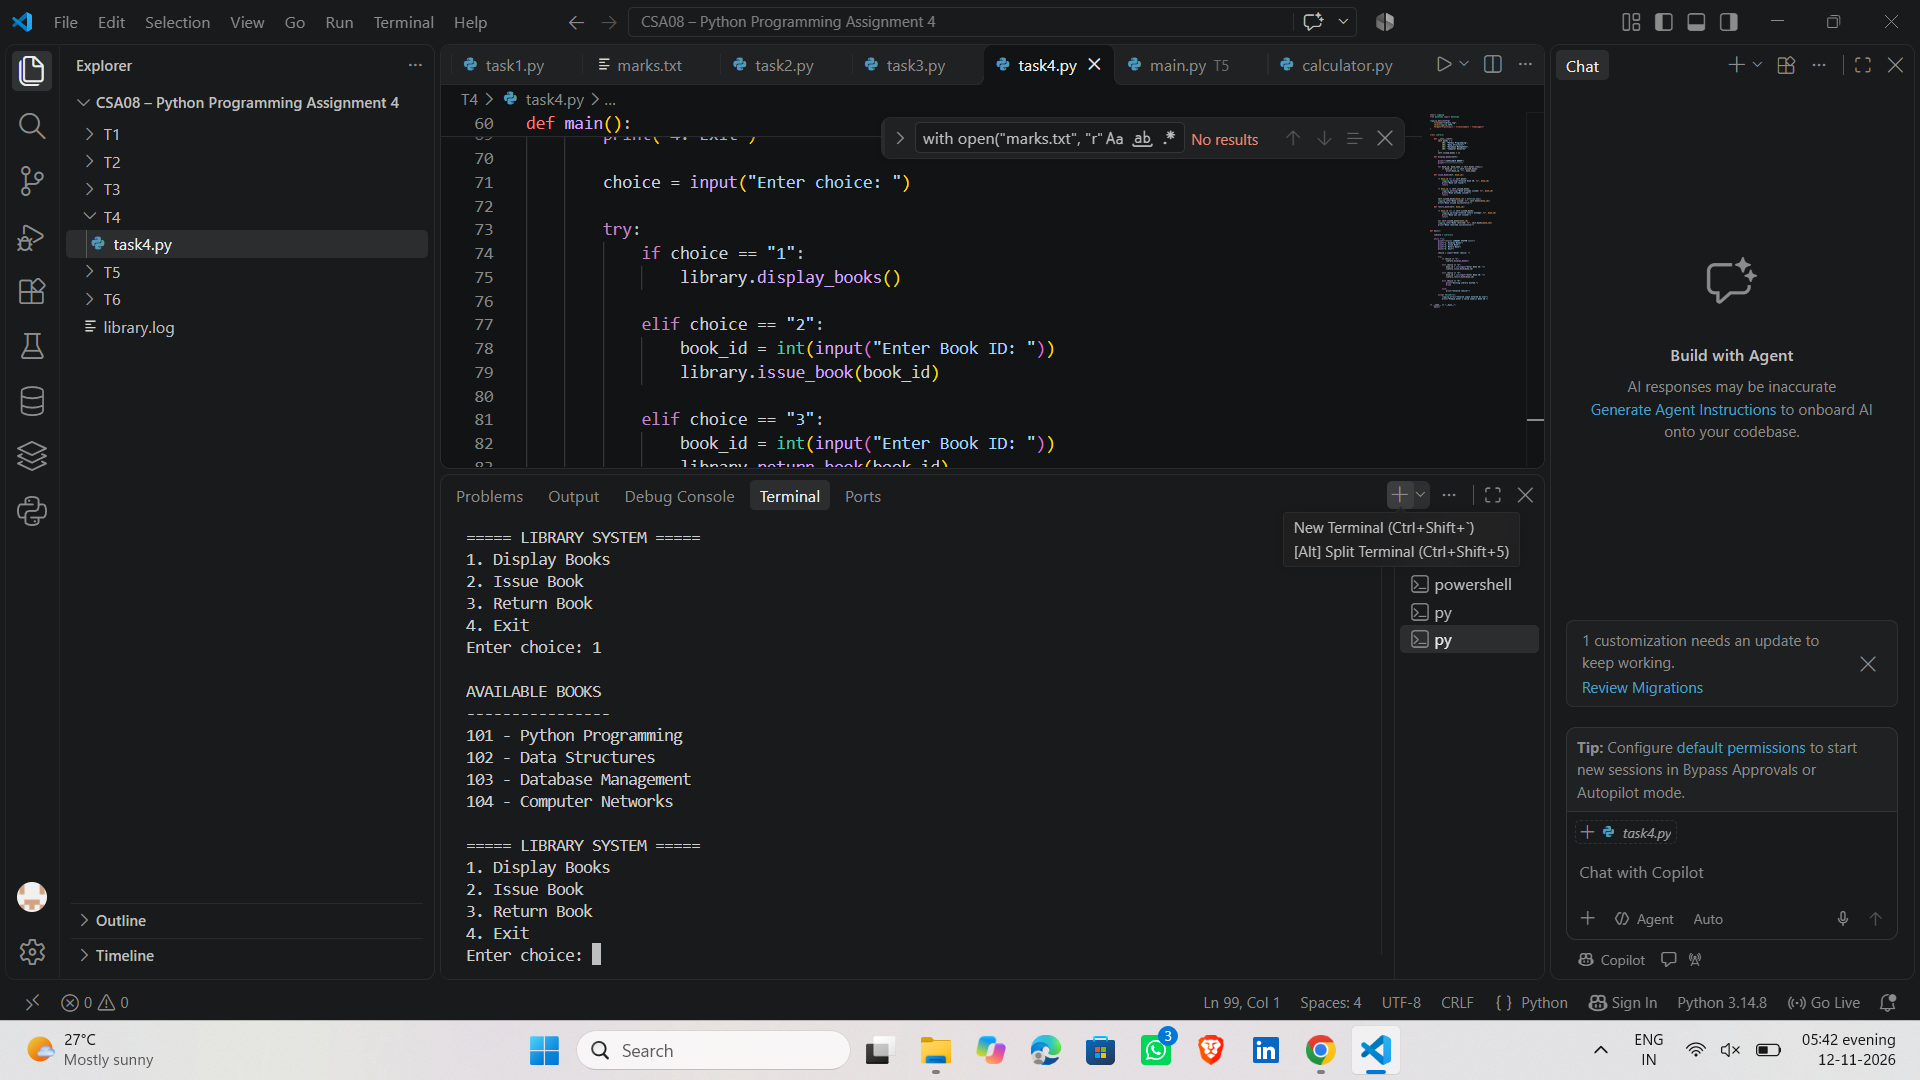 File Edit Selection View Go Run Terminal Help
CSA08 – Python Programming Assignment 4
Explorer
CSA08 – Python Programming Assignment 4
T1
T2
T3
T4
task4.py
T5
T6
library.log
Outline
Timeline
task1.py marks.txt task2.py task3.py task4.py main.py T5 calculator.py
T4 > task4.py > ...
60 def main():
with open("marks.txt", "r" Aa ab .* No results
print("4. Exit")
70
71 choice = input("Enter choice: ")
72
73 try:
74 if choice == "1":
75 library.display_books()
76
77 elif choice == "2":
78 book_id = int(input("Enter Book ID: "))
79 library.issue_book(book_id)
80
81 elif choice == "3":
82 book_id = int(input("Enter Book ID: "))
83 library.return_book(book_id)
Problems Output Debug Console Terminal Ports
New Terminal (Ctrl+Shift+`)
[Alt] Split Terminal (Ctrl+Shift+5)
powershell
py
py
===== LIBRARY SYSTEM =====
1. Display Books
2. Issue Book
3. Return Book
4. Exit
Enter choice: 1
AVAILABLE BOOKS
----------------
101 - Python Programming
102 - Data Structures
103 - Database Management
104 - Computer Networks
===== LIBRARY SYSTEM =====
1. Display Books
2. Issue Book
3. Return Book
4. Exit
Enter choice:
Chat
Build with Agent
AI responses may be inaccurate
Generate Agent Instructions to onboard AI
onto your codebase.
1 customization needs an update to
keep working.
Review Migrations
Tip: Configure default permissions to start
new sessions in Bypass Approvals or
Autopilot mode.
task4.py
Chat with Copilot
Agent Auto
Copilot
0 0
Ln 99, Col 1 Spaces: 4 UTF-8 CRLF { } Python Sign In Python 3.14.8 Go Live
27°C
Mostly sunny
Search
3
ENG
IN
05:42 evening
12-11-2026